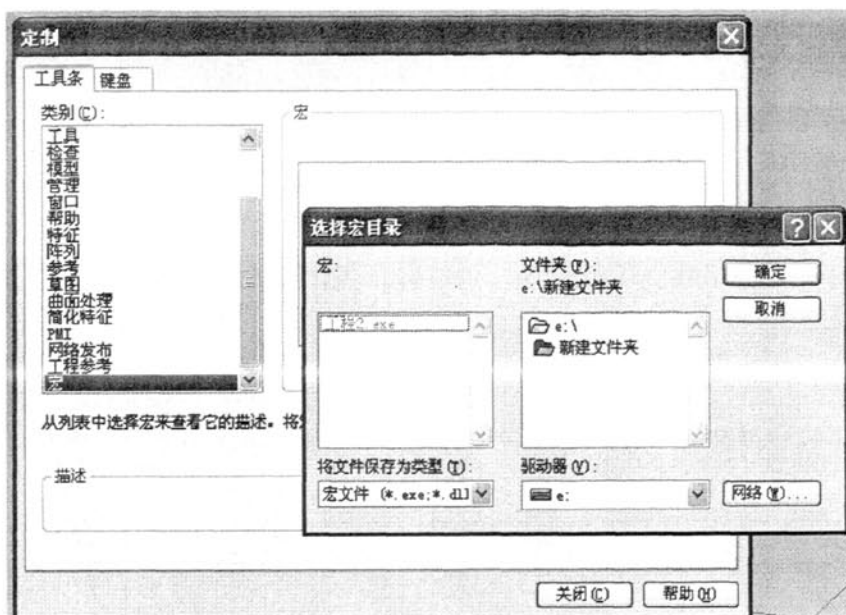 定制
工具条 键盘
类别(C):
宏
工具
检查
模型
管理
窗口
帮助
特征
阵列
参考
草图
曲面处理
简化特征
PMI
网络发布
工程参考
宏
从列表中选择宏来查看它的描述。将
描述
关闭(C) 帮助(H)
选择宏目录
宏:
工程2.exe
文件夹(F):
e:\新建文件夹
e:\
新建文件夹
确定
取消
将文件保存为类型(T):
宏文件 (*.exe;*.dl
驱动器(V):
e:
网络(W)...